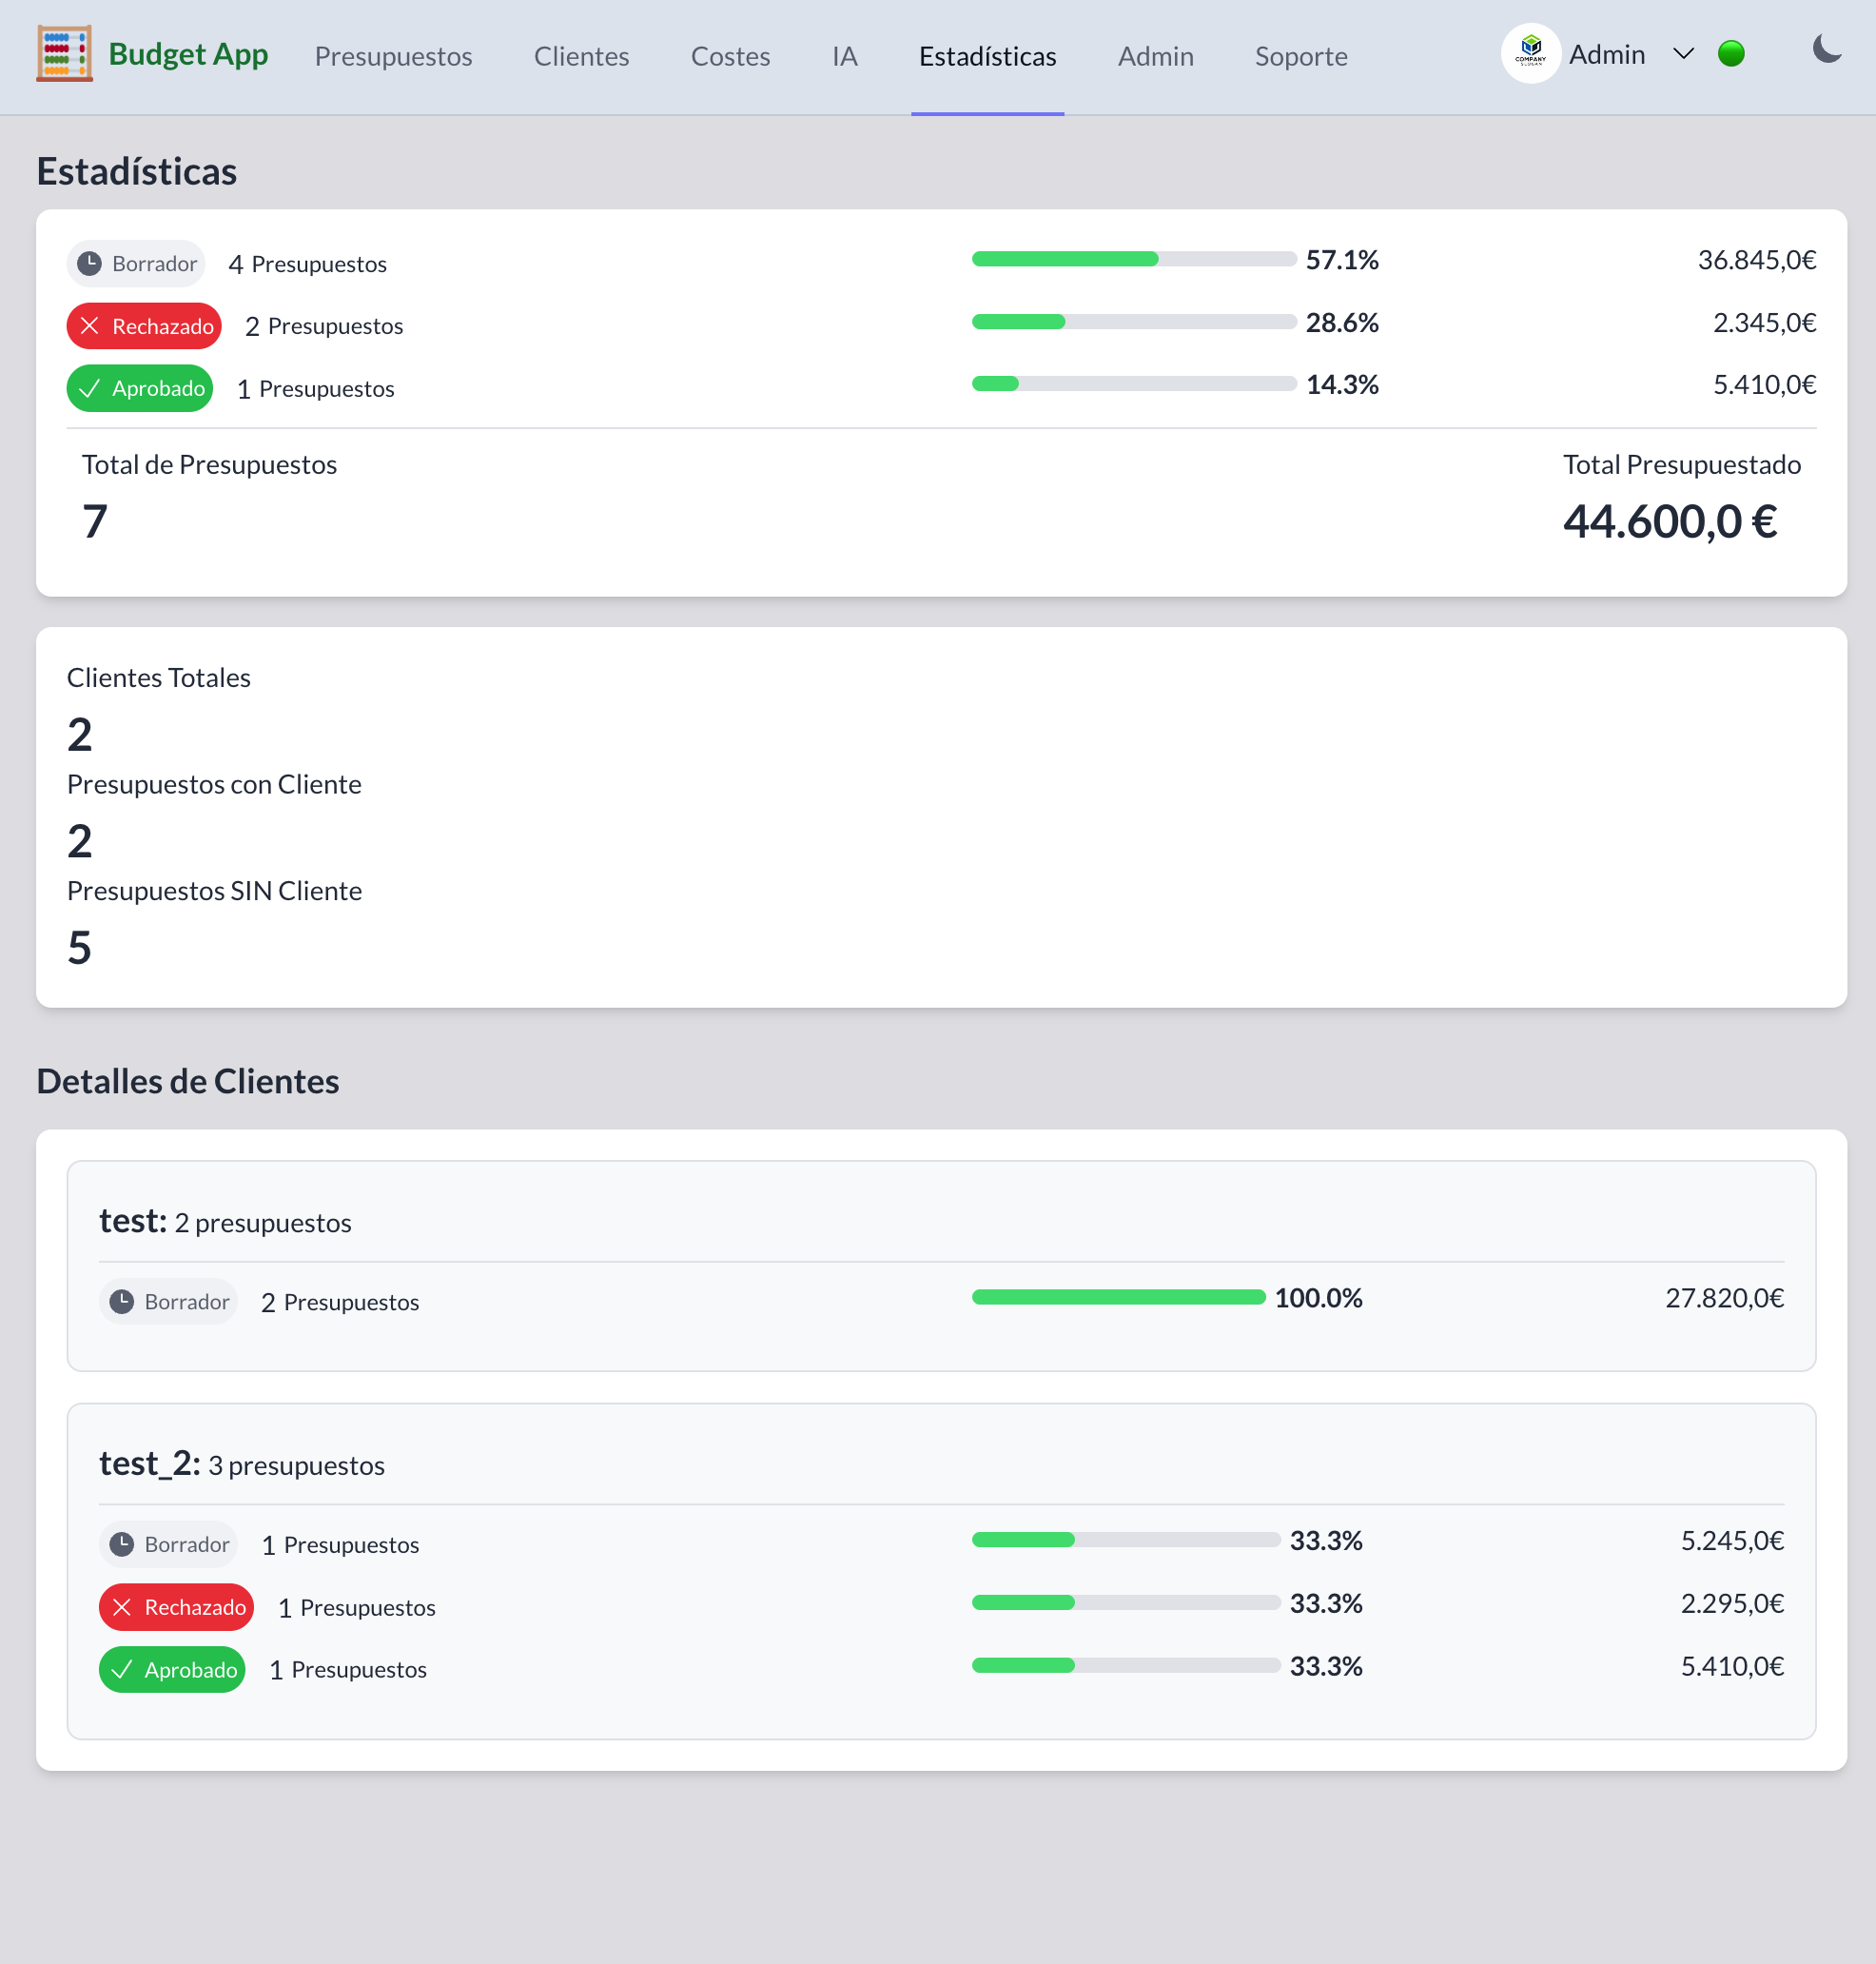 Budget App Presupuestos Clientes Costes IA Estadísticas Admin Soporte COMPANY Admin
Estadísticas
Borrador 4 Presupuestos 57.1% 36.845,0€
Rechazado 2 Presupuestos 28.6% 2.345,0€
Aprobado 1 Presupuestos 14.3% 5.410,0€
Total de Presupuestos Total Presupuestado
7 44.600,0 €
Clientes Totales
2
Presupuestos con Cliente
2
Presupuestos SIN Cliente
5
Detalles de Clientes
test: 2 presupuestos
Borrador 2 Presupuestos 100.0% 27.820,0€
test_2: 3 presupuestos
Borrador 1 Presupuestos 33.3% 5.245,0€
Rechazado 1 Presupuestos 33.3% 2.295,0€
Aprobado 1 Presupuestos 33.3% 5.410,0€